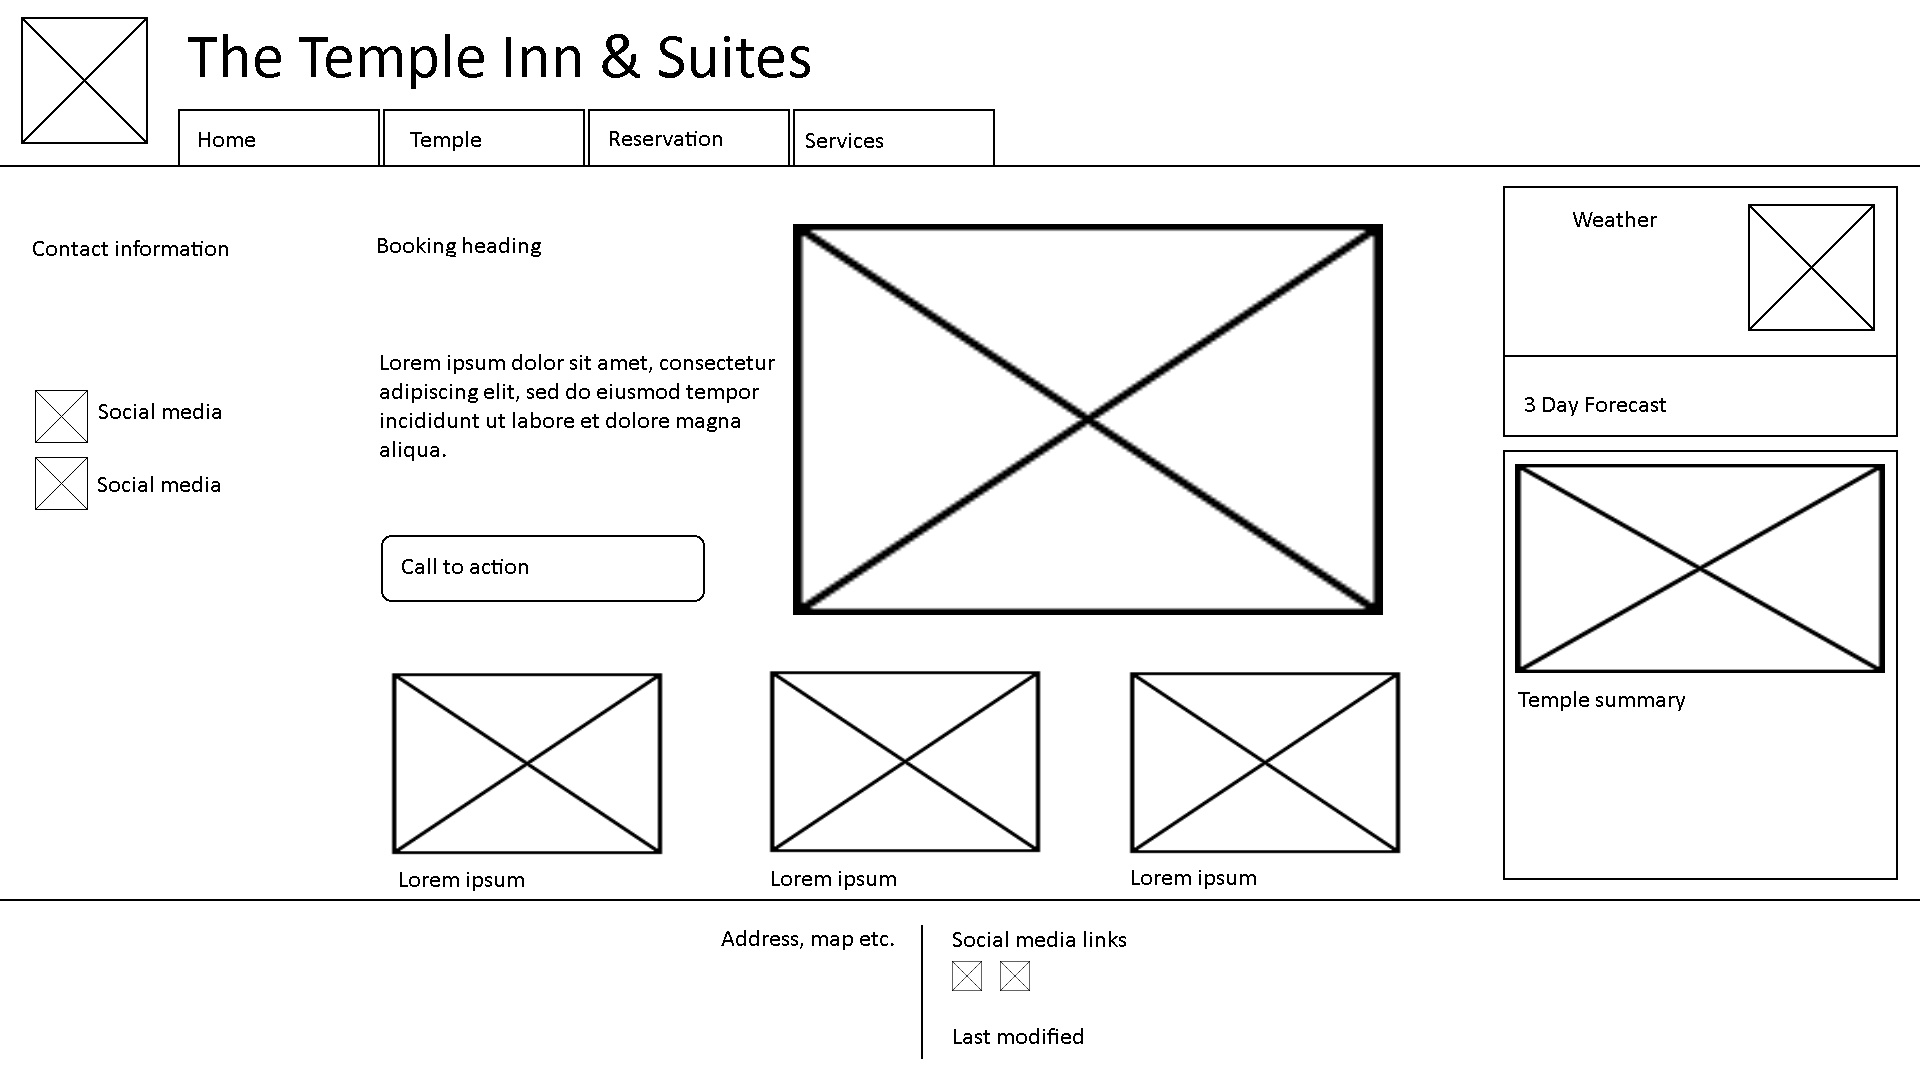 The Temple Inn & Suites
Home
Temple
Reservation
Services
Contact information
Social media
Social media
Booking heading
Lorem ipsum dolor sit amet, consectetur
adipiscing elit, sed do eiusmod tempor
incididunt ut labore et dolore magna
aliqua.
Call to action
Lorem ipsum
Lorem ipsum
Lorem ipsum
Weather
3 Day Forecast
Temple summary
Address, map etc.
Social media links
Last modified